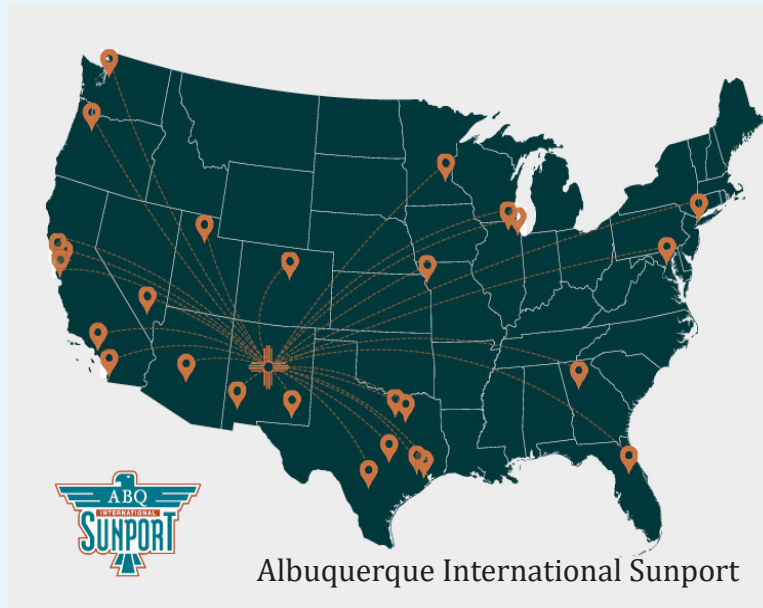 ABQ
INTERNATIONAL
SUNPORT
Albuquerque International Sunport